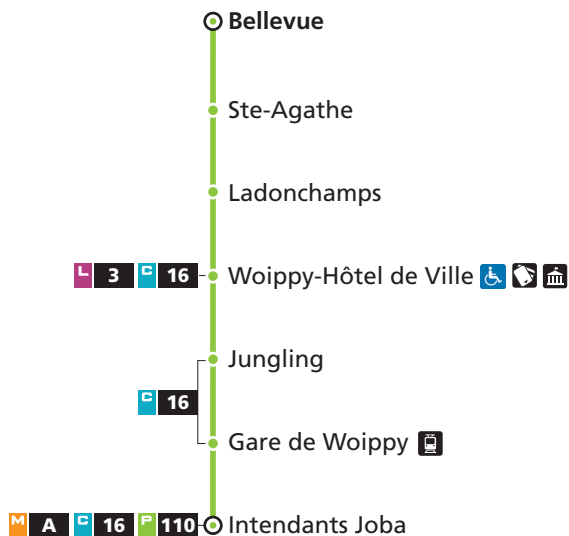 Bellevue
Ste-Agathe
Ladonchamps
L 3 C 16 Woippy-Hôtel de Ville
Jungling
C 16
Gare de Woippy
M A C 16 P 110 Intendants Joba